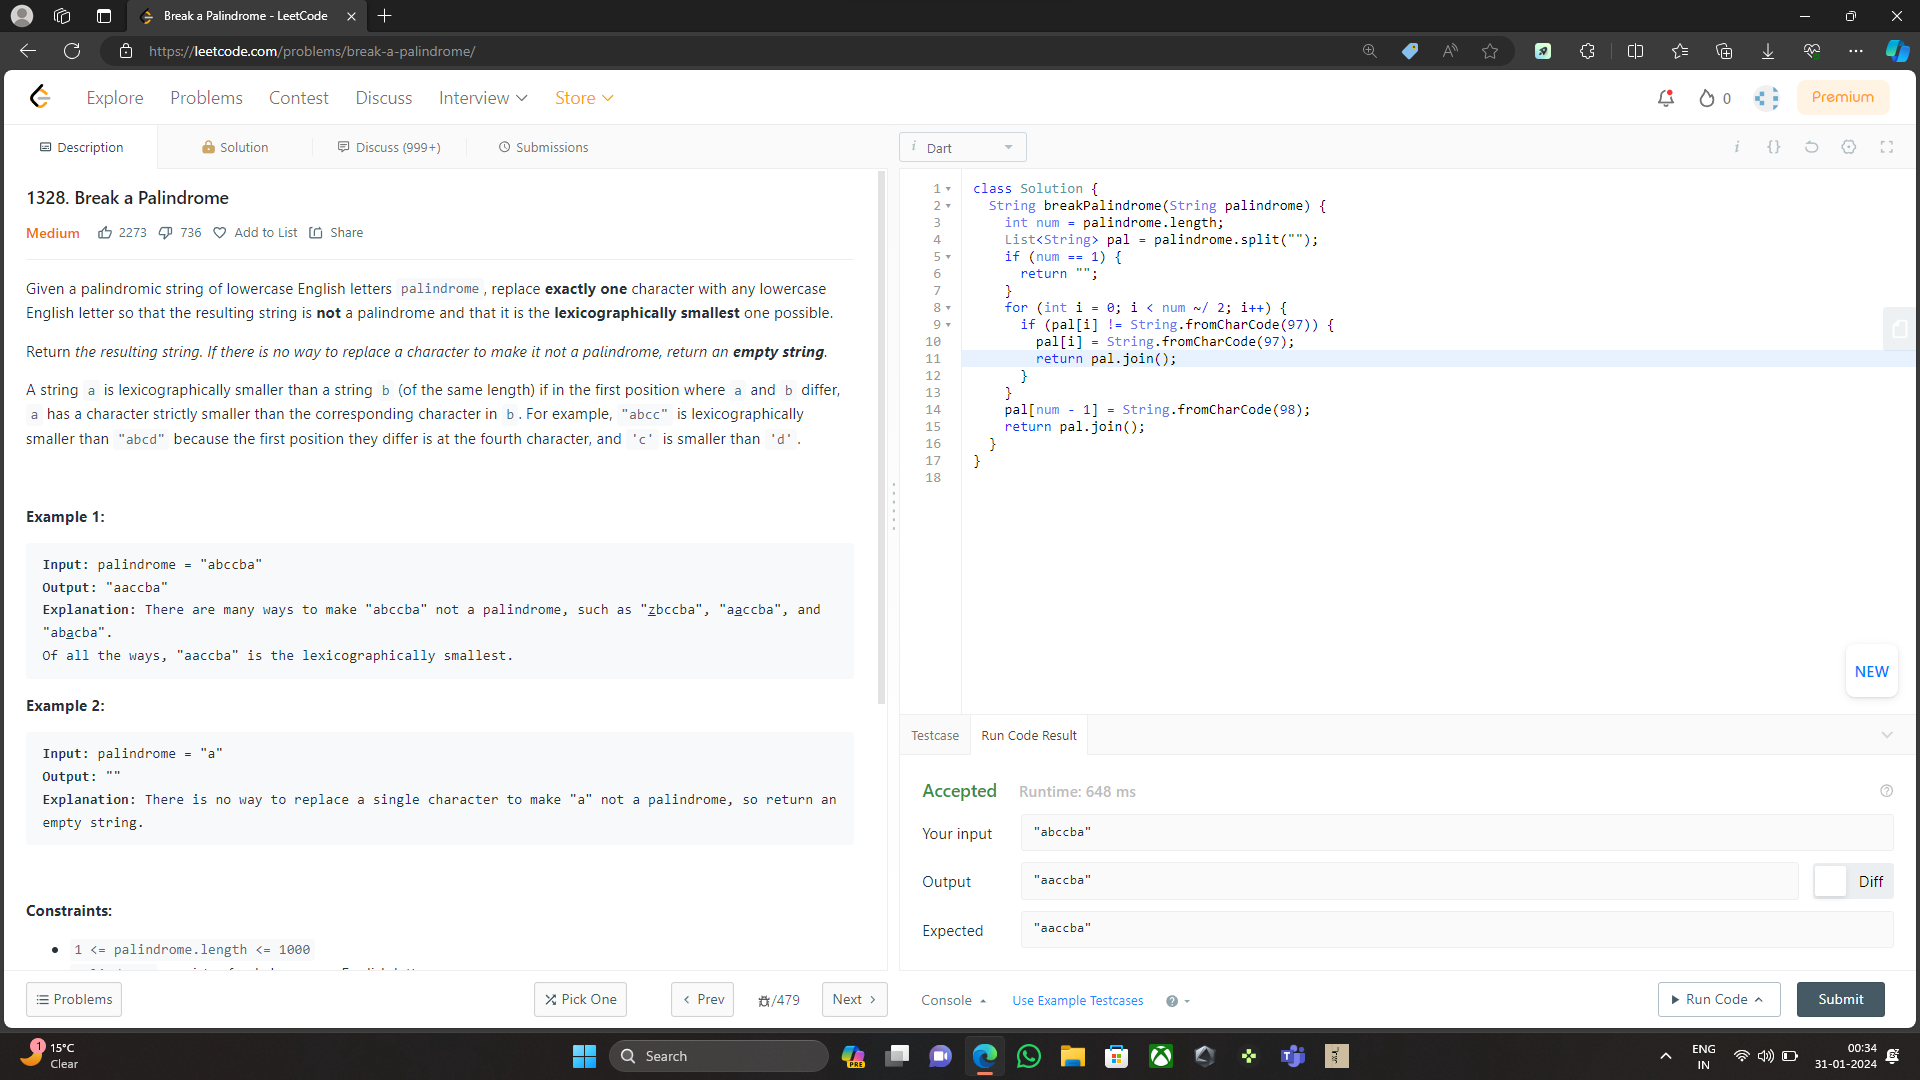 Break a Palindrome - LeetCode
https://leetcode.com/problems/break-a-palindrome/
Explore Problems Contest Discuss Interview Store
0 Premium
Description Solution Discuss (999+) Submissions
1328. Break a Palindrome
Medium 2273 736 Add to List Share
Given a palindromic string of lowercase English letters palindrome , replace exactly one character with any lowercase
English letter so that the resulting string is not a palindrome and that it is the lexicographically smallest one possible.
Return the resulting string. If there is no way to replace a character to make it not a palindrome, return an empty string.
A string a is lexicographically smaller than a string b (of the same length) if in the first position where a and b differ,
a has a character strictly smaller than the corresponding character in b . For example, "abcc" is lexicographically
smaller than "abcd" because the first position they differ is at the fourth character, and 'c' is smaller than 'd' .
Example 1:
Input: palindrome = "abccba"
Output: "aaccba"
Explanation: There are many ways to make "abccba" not a palindrome, such as "zbccba", "aaccba", and
"abacba".
Of all the ways, "aaccba" is the lexicographically smallest.
Example 2:
Input: palindrome = "a"
Output: ""
Explanation: There is no way to replace a single character to make "a" not a palindrome, so return an
empty string.
Constraints:
1 <= palindrome.length <= 1000
Problems Pick One Prev /479 Next
i Dart
i {}
1 class Solution {
2 String breakPalindrome(String palindrome) {
3 int num = palindrome.length;
4 List<String> pal = palindrome.split("");
5 if (num == 1) {
6 return "";
7 }
8 for (int i = 0; i < num ~/ 2; i++) {
9 if (pal[i] != String.fromCharCode(97)) {
10 pal[i] = String.fromCharCode(97);
11 return pal.join();
12 }
13 }
14 pal[num - 1] = String.fromCharCode(98);
15 return pal.join();
16 }
17 }
18
NEW
Testcase Run Code Result
Accepted Runtime: 648 ms
Your input "abccba"
Output "aaccba" Diff
Expected "aaccba"
Console Use Example Testcases Run Code Submit
1 15°C
Clear
Search
PRE
ENG
IN
00:34
31-01-2024